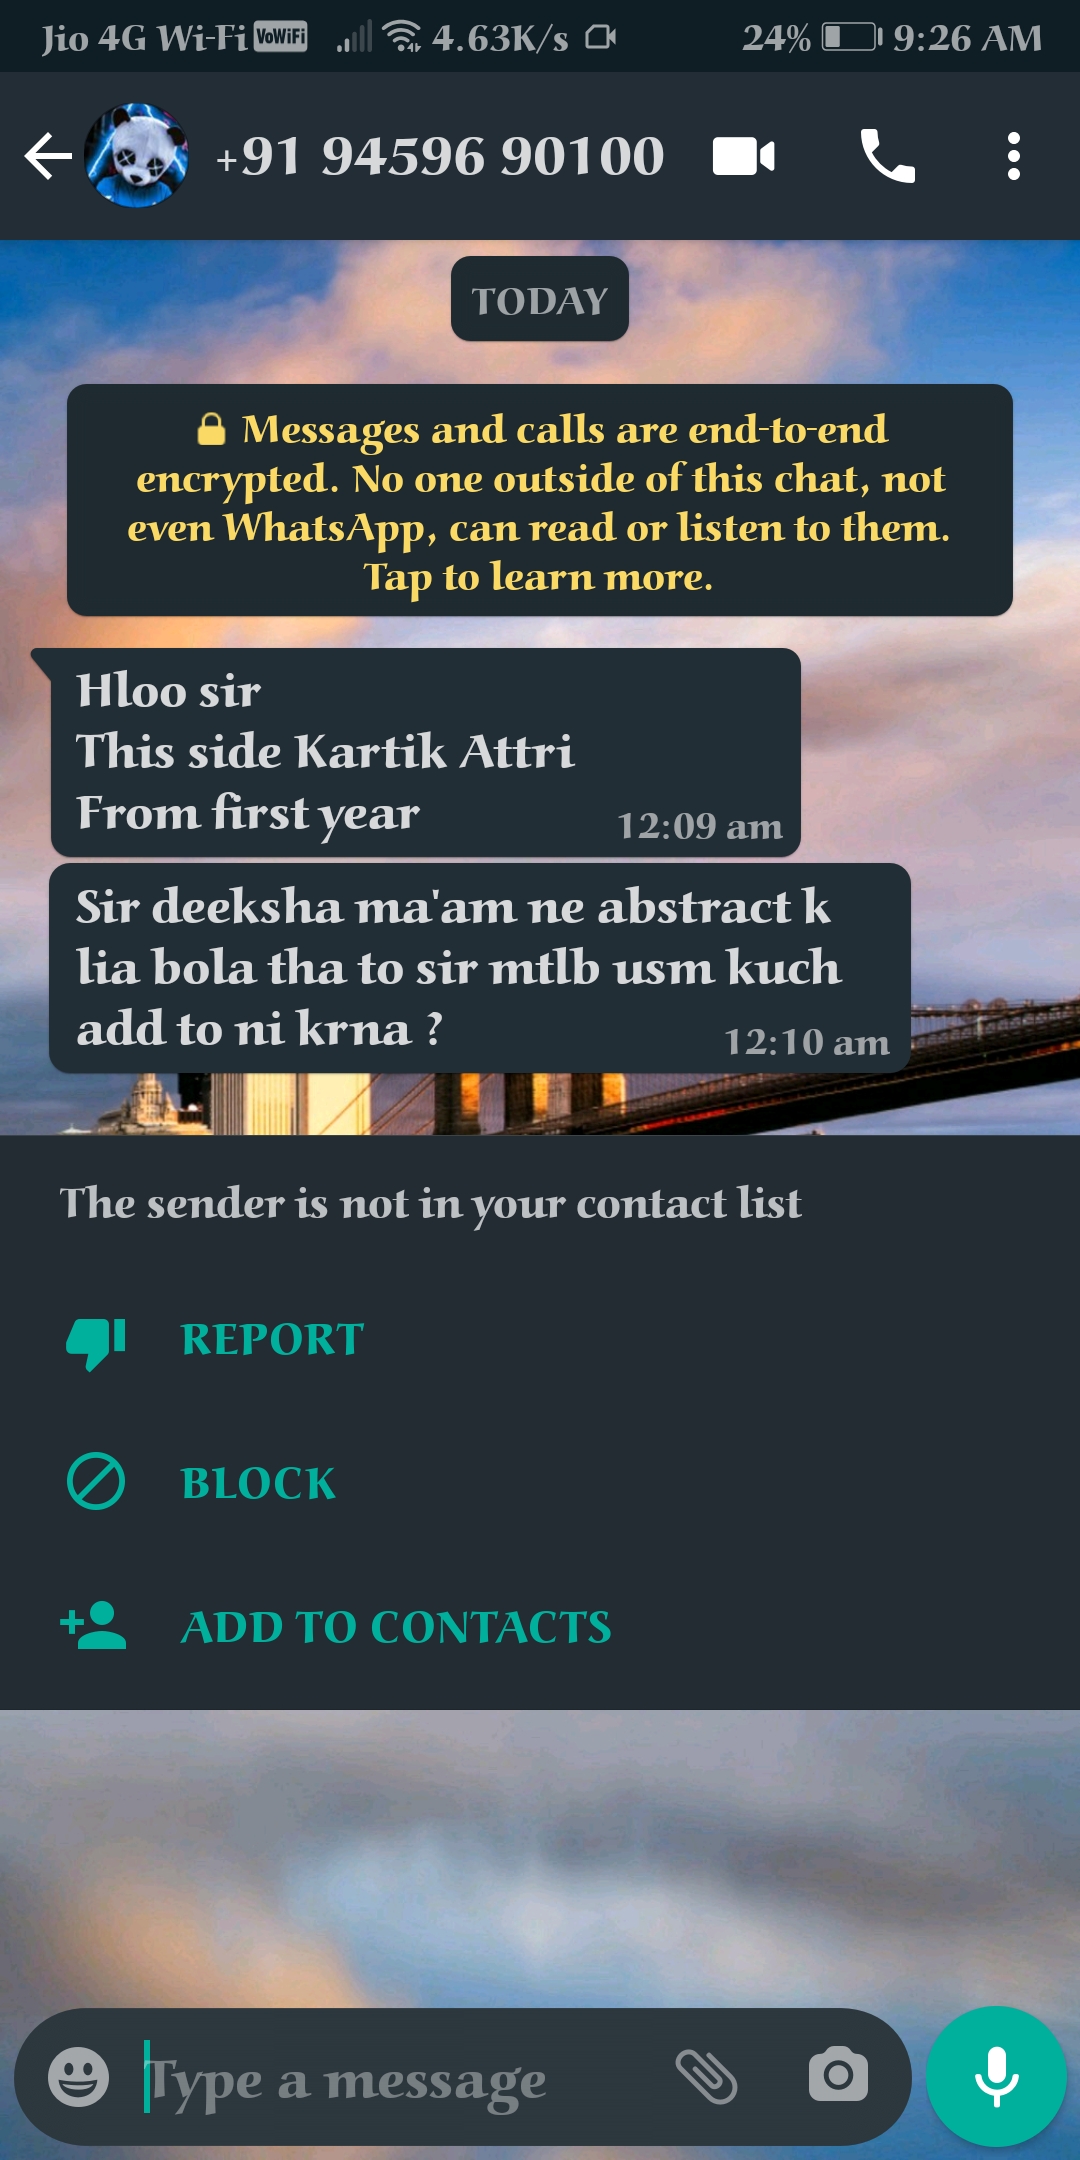 Jio 4G Wi-Fi VoWiFi 4.63K/s 24% 9:26 AM
+91 94596 90100
TODAY
Messages and calls are end-to-end
encrypted. No one outside of this chat, not
even WhatsApp, can read or listen to them.
Tap to learn more.
Hloo sir
This side Kartik Attri
From first year 12:09 am
Sir deeksha ma'am ne abstract k
lia bola tha to sir mtlb usm kuch
add to ni krna ? 12:10 am
The sender is not in your contact list
REPORT
BLOCK
ADD TO CONTACTS
Type a message